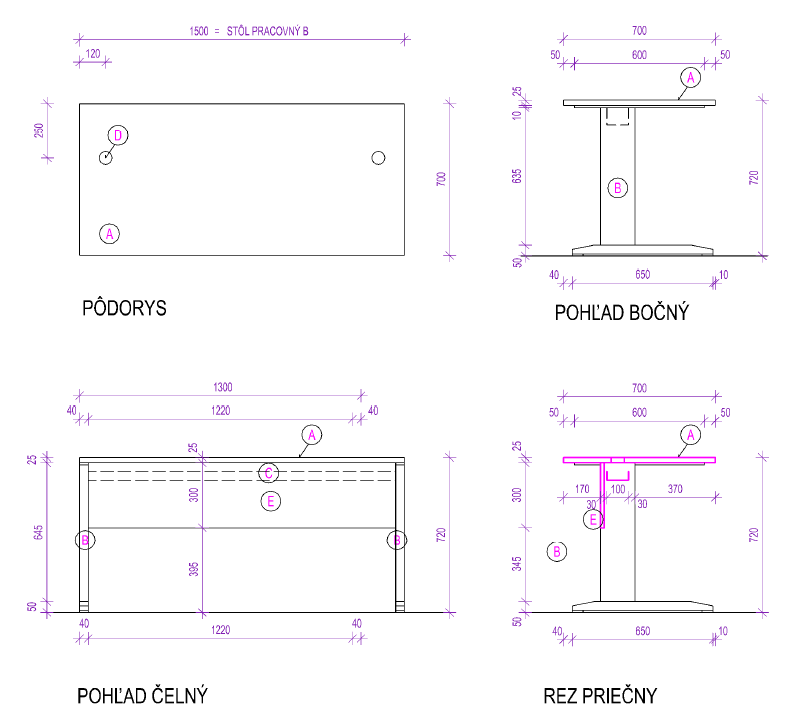 1500 = STÔL PRACOVNÝ B
120
250
D
A
700
PÔDORYS
700
50 600 50
A
25
10
635
B
720
50
40 650 10
POHĽAD BOČNÝ
1300
40 1220 40
A
25
25
C
300
E
645
B
B
720
395
50
40 1220 40
POHĽAD ČELNÝ
700
50 600 50
A
25
300
170 100 370
30 30
E
B
720
345
50
40 650 10
REZ PRIEČNY